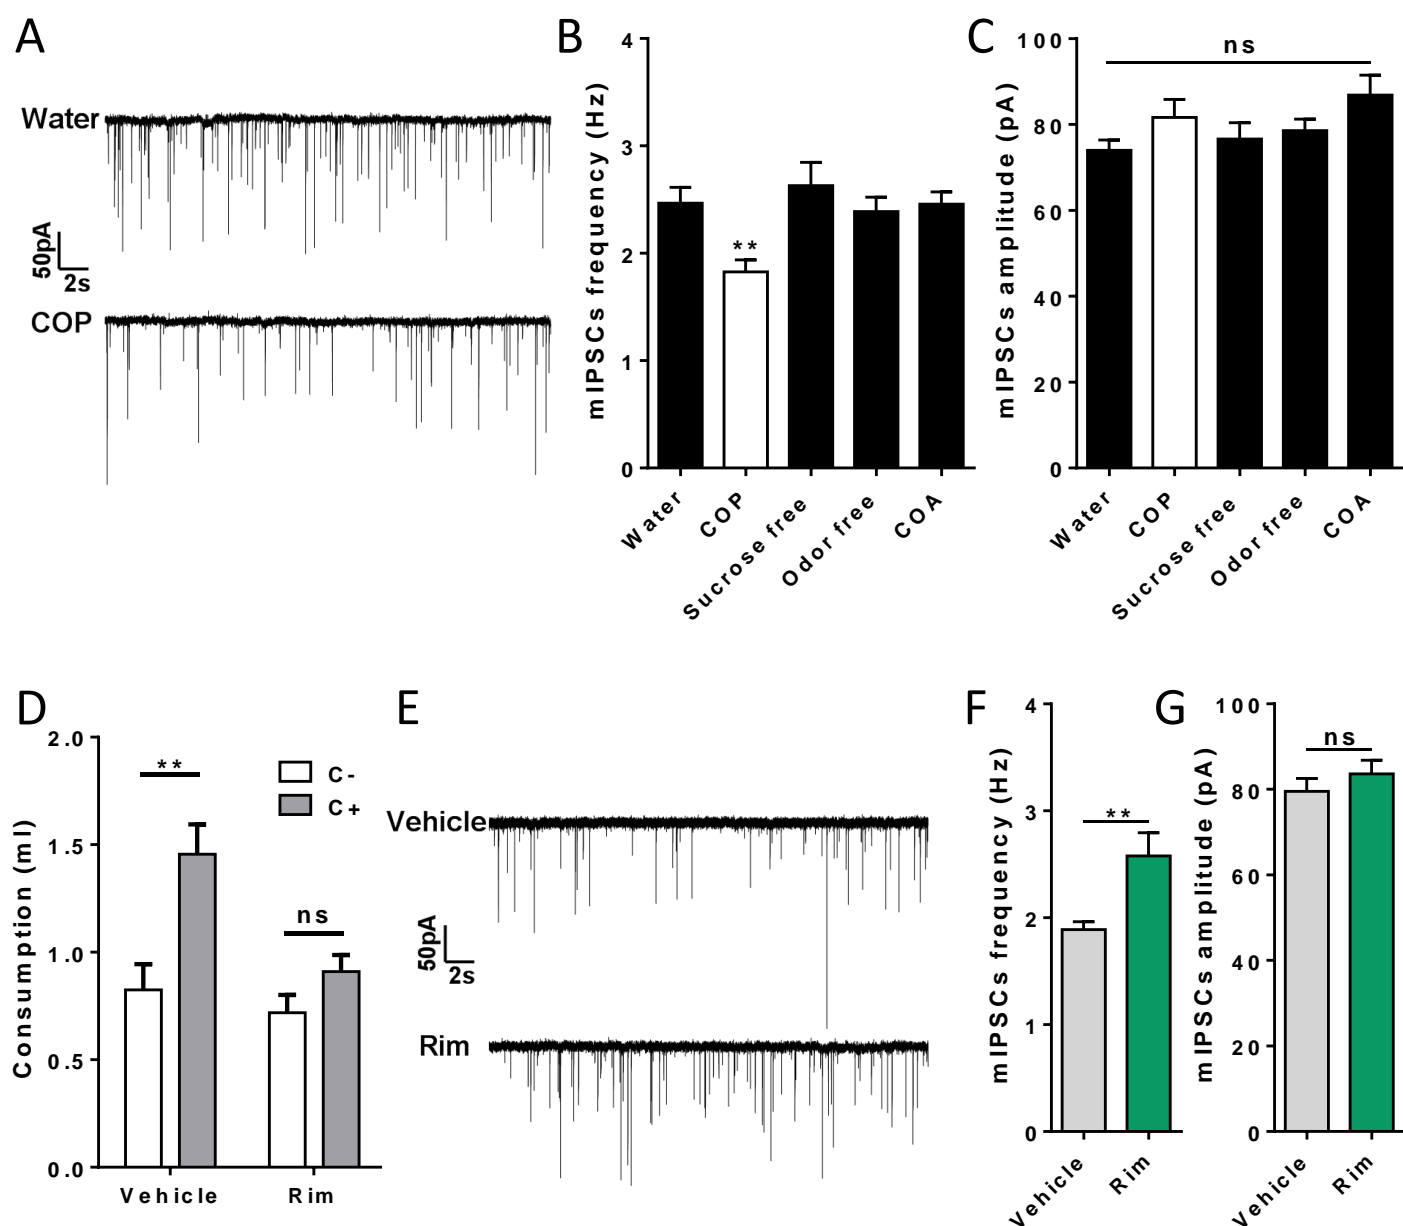 A
Water
50pA
2s
COP
B
mIPSCs frequency (Hz)
4
3
2
1
0
**
Water
COP
Sucrose free
Odor free
COA
C
mIPSCs amplitude (pA)
100
80
60
40
20
0
ns
Water
COP
Sucrose free
Odor free
COA
D
Consumption (ml)
2.0
1.5
1.0
0.5
0.0
**
ns
C-
C+
Vehicle
Rim
E
Vehicle
50pA
2s
Rim
F
mIPSCs frequency (Hz)
4
3
2
1
0
**
Vehicle
Rim
G
mIPSCs amplitude (pA)
100
80
60
40
20
0
ns
Vehicle
Rim